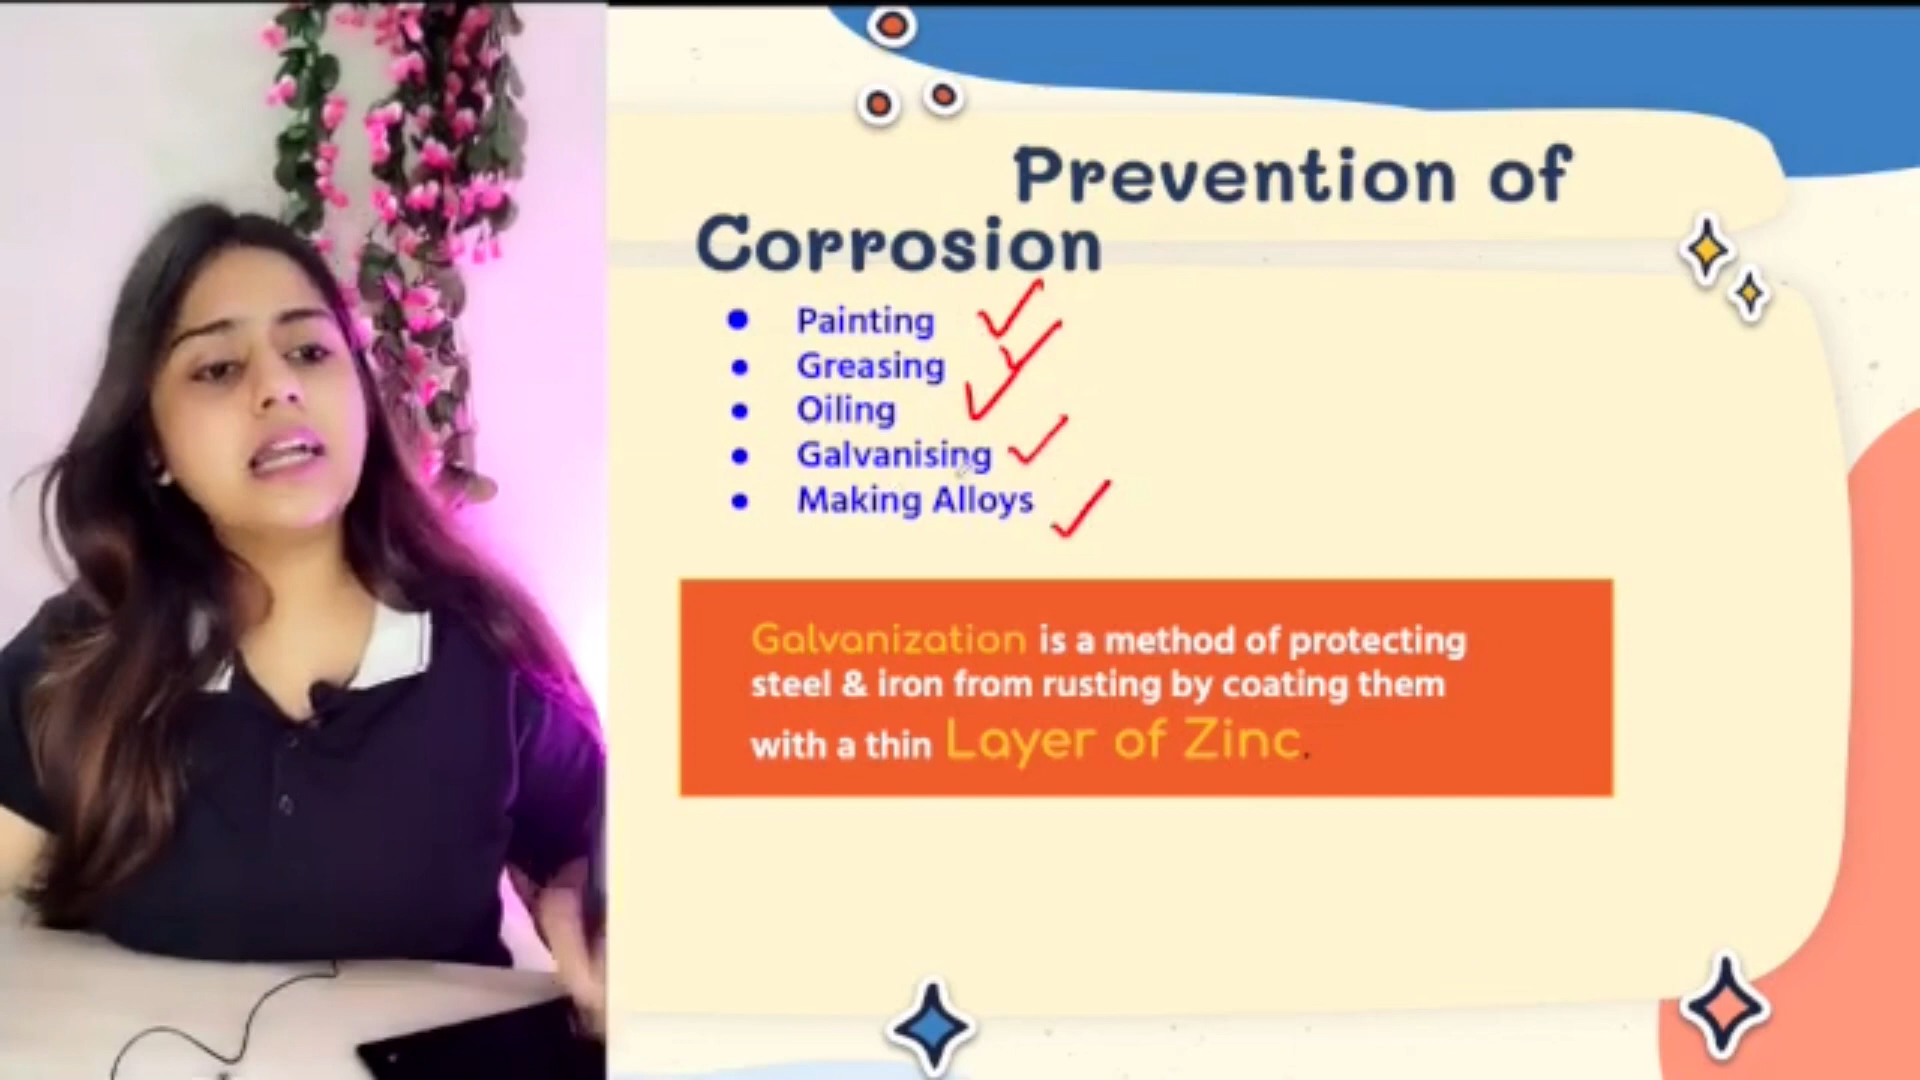 Prevention of
Corrosion
● Painting
● Greasing
● Oiling
● Galvanising
● Making Alloys
Galvanization is a method of protecting
steel & iron from rusting by coating them
with a thin Layer of Zinc.